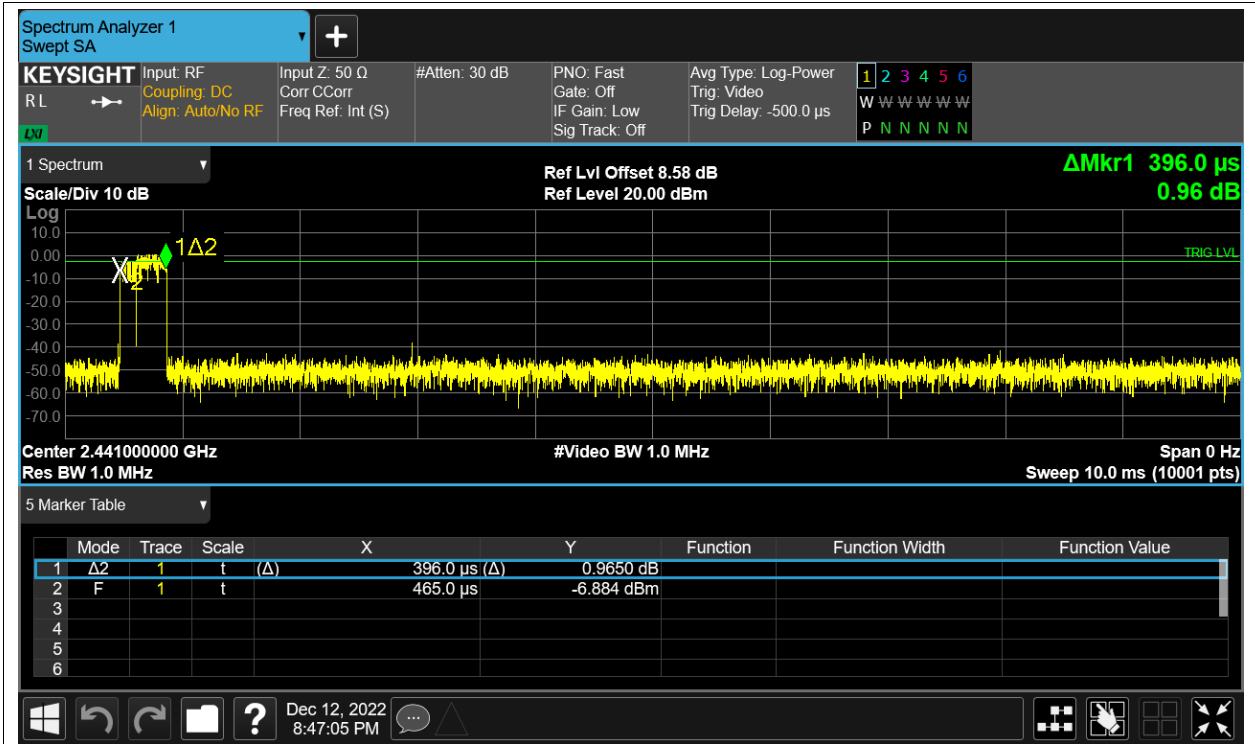 Spectrum Analyzer 1
Swept SA
+
KEYSIGHT
R L
LXI
Input: RF
Coupling: DC
Align: Auto/No RF
Input Z: 50 Ω
Corr CCorr
Freq Ref: Int (S)
#Atten: 30 dB
PNO: Fast
Gate: Off
IF Gain: Low
Sig Track: Off
Avg Type: Log-Power
Trig: Video
Trig Delay: -500.0 µs
1 2 3 4 5 6
W W W W W W
P N N N N N
1 Spectrum
Scale/Div 10 dB
Ref Lvl Offset 8.58 dB
Ref Level 20.00 dBm
ΔMkr1 396.0 µs
0.96 dB
Log
10.0
0.00
-10.0
-20.0
-30.0
-40.0
-50.0
-60.0
-70.0
X
2
1Δ2
TRIG LVL
Center 2.441000000 GHz
#Video BW 1.0 MHz
Span 0 Hz
Res BW 1.0 MHz
Sweep 10.0 ms (10001 pts)
5 Marker Table
Mode Trace Scale X Y Function Function Width Function Value
1 Δ2 1 t (Δ) 396.0 µs (Δ) 0.9650 dB
2 F 1 t 465.0 µs -6.884 dBm
3
4
5
6
?
Dec 12, 2022
8:47:05 PM